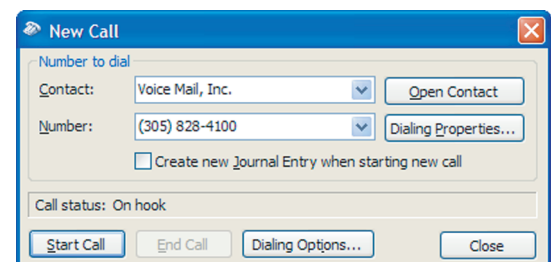 New Call
Number to dial
Contact: Voice Mail, Inc. Open Contact
Number: (305) 828-4100 Dialing Properties...
Create new Journal Entry when starting new call
Call status: On hook
Start Call End Call Dialing Options... Close